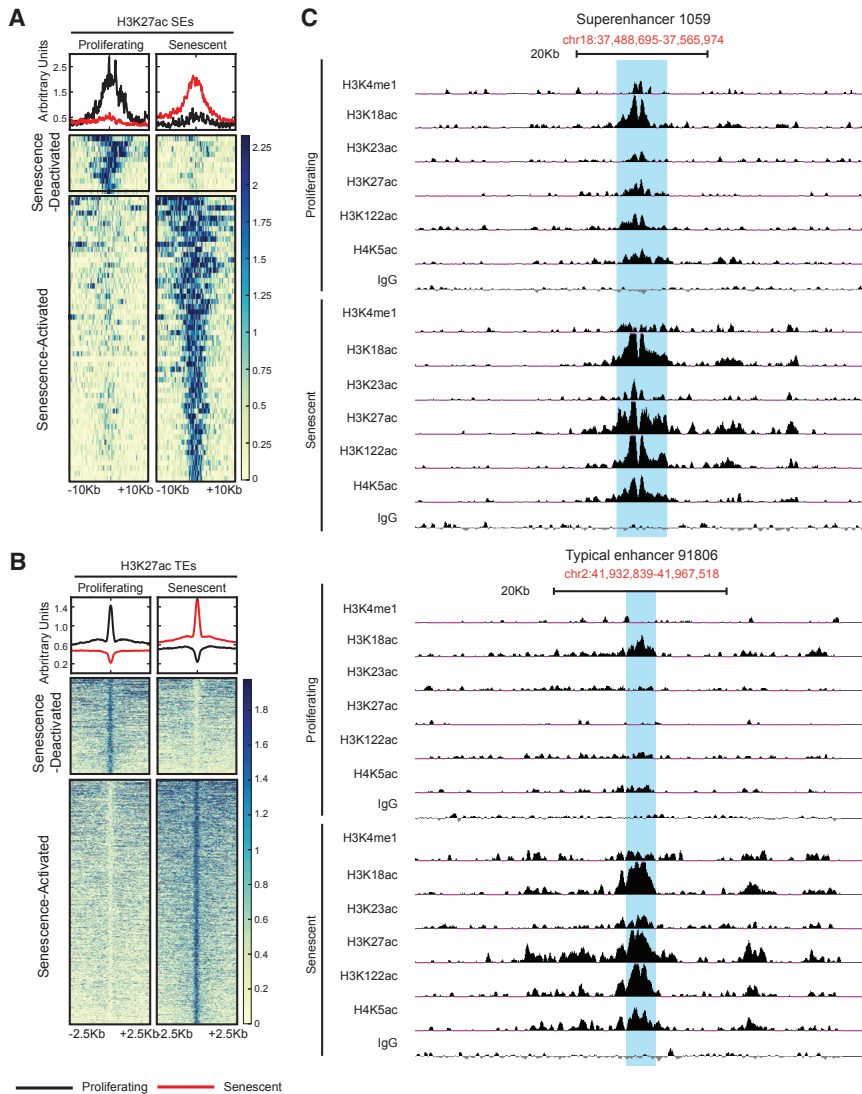 A
H3K27ac SEs
Proliferating Senescent
Arbritrary Units
2.5
1.5
0.5
Senescence
-Deactivated
Senescence-Activated
2.25
2
1.75
1.5
1.25
1
0.75
0.5
0.25
0
-10Kb +10Kb -10Kb +10Kb
B
H3K27ac TEs
Proliferating Senescent
Arbritrary Units
1.4
1.0
0.6
0.2
Senescence
-Deactivated
Senescence-Activated
1.8
1.6
1.4
1.2
1
0.8
0.6
0.4
0.2
0
-2.5Kb +2.5Kb -2.5Kb +2.5Kb
Proliferating Senescent
C
Superenhancer 1059
chr18:37,488,695-37,565,974
20Kb
Proliferating
H3K4me1
H3K18ac
H3K23ac
H3K27ac
H3K122ac
H4K5ac
IgG
Senescent
H3K4me1
H3K18ac
H3K23ac
H3K27ac
H3K122ac
H4K5ac
IgG
Typical enhancer 91806
chr2:41,932,839-41,967,518
20Kb
Proliferating
H3K4me1
H3K18ac
H3K23ac
H3K27ac
H3K122ac
H4K5ac
IgG
Senescent
H3K4me1
H3K18ac
H3K23ac
H3K27ac
H3K122ac
H4K5ac
IgG